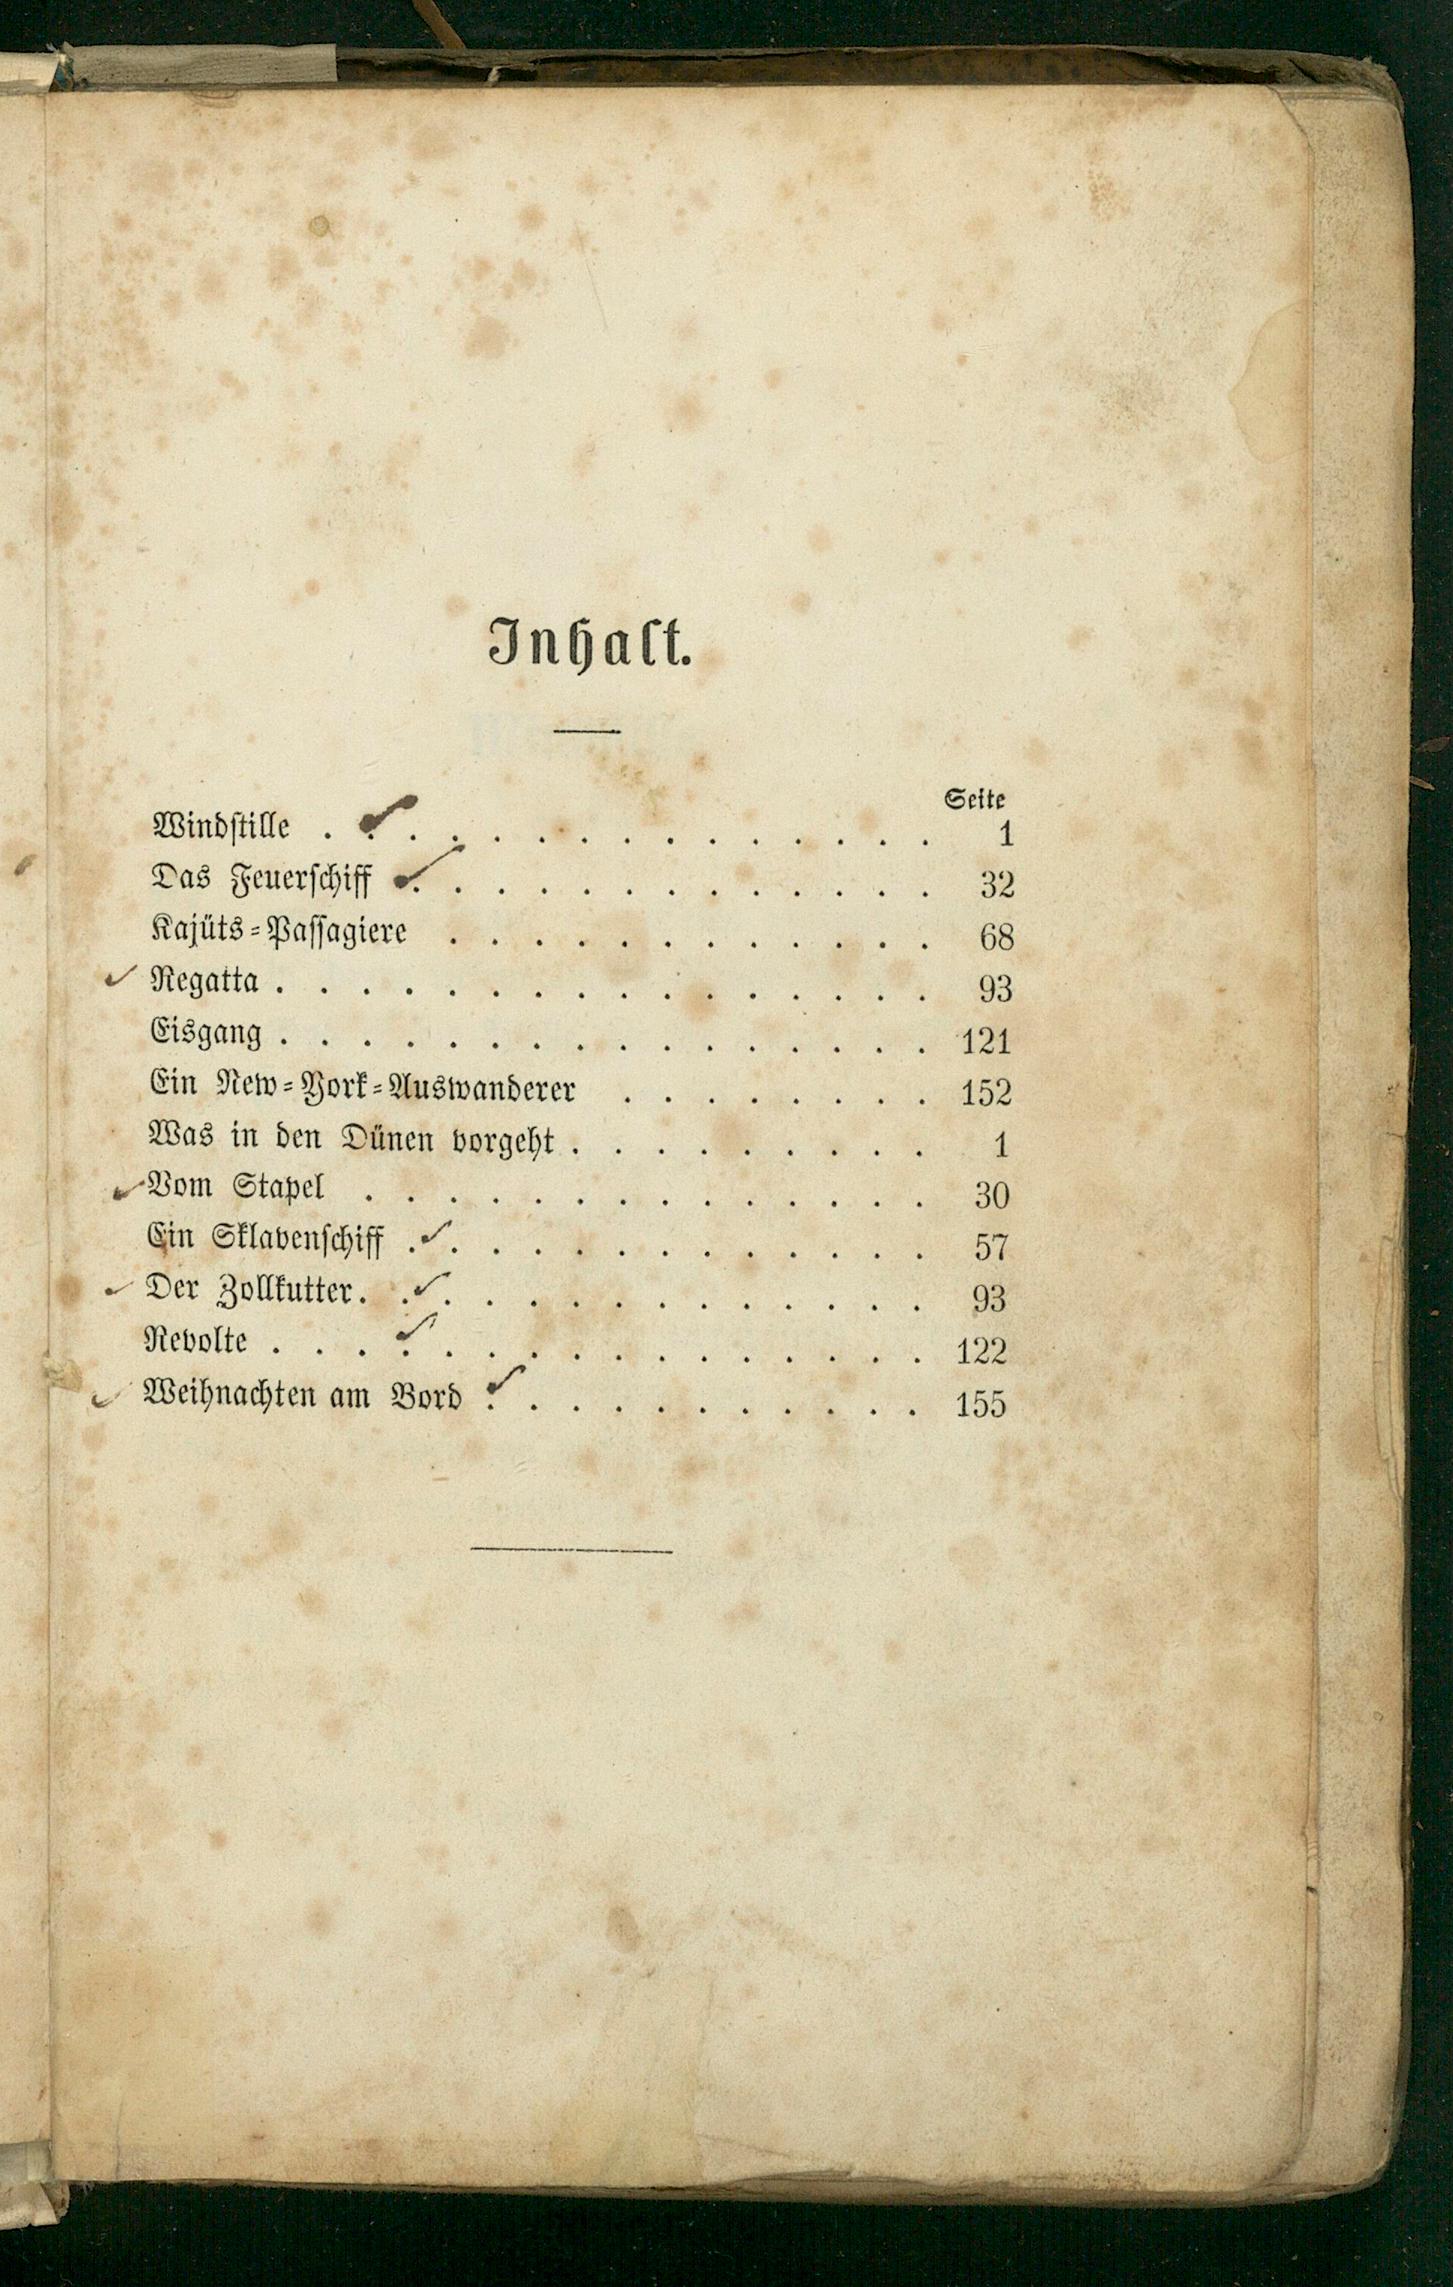 Inhalt.
Seite
Windstille . . . . . . . . . . . . . . . 1
Das Feuerschiff . . . . . . . . . . . . . 32
Kajüts-Passagiere . . . . . . . . . . . . 68
Regatta . . . . . . . . . . . . . . . . 93
Eisgang . . . . . . . . . . . . . . . . 121
Ein New-York-Auswanderer . . . . . . . . 152
Was in den Dünen vorgeht . . . . . . . . . 1
Vom Stapel . . . . . . . . . . . . . . 30
Ein Sklavenschiff . . . . . . . . . . . . . 57
Der Zollkutter . . . . . . . . . . . . . . 93
Revolte . . . . . . . . . . . . . . . . 122
Weihnachten am Bord . . . . . . . . . . . 155